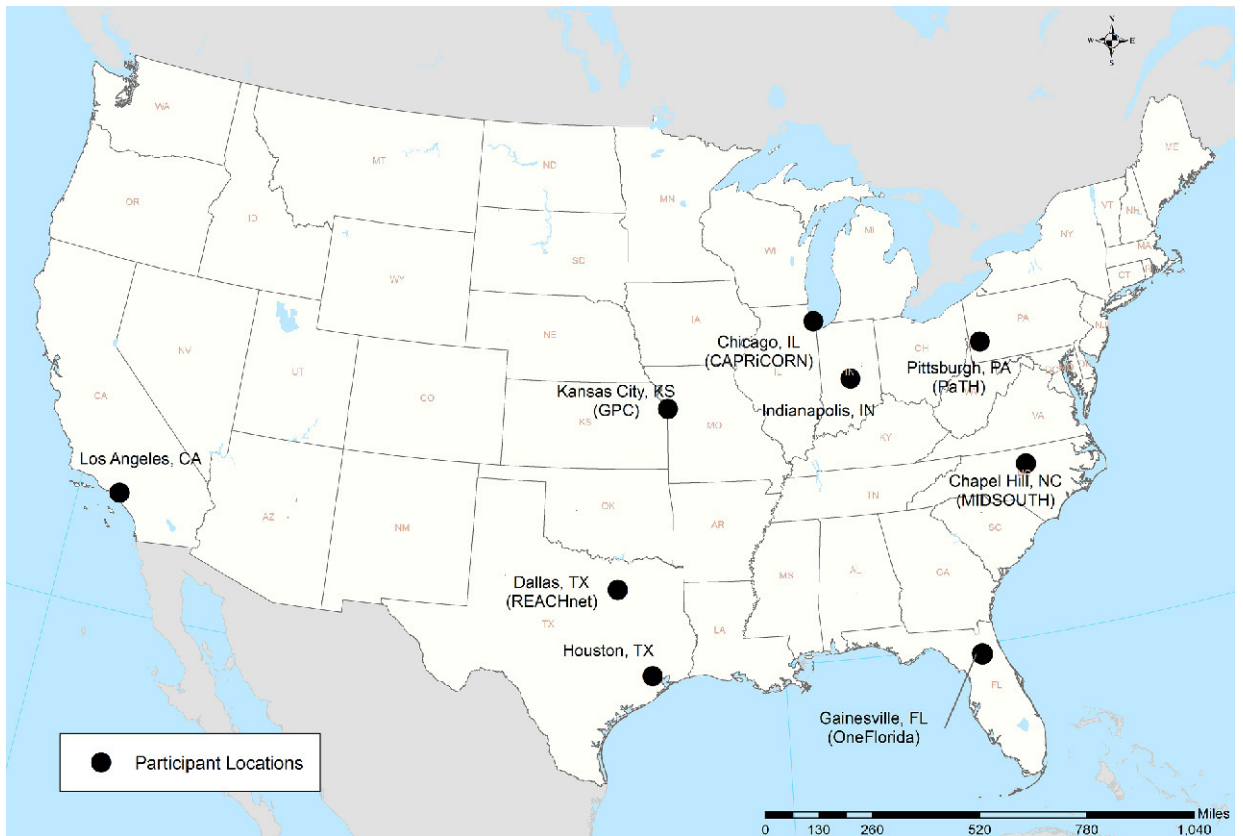 N
W E
S
WA
MT
ND
ME
OR
MN
VT
NH
ID
WI
MI
NY
MA
SD
WY
CT
IA
PA
NE
NJ
Chicago, IL
(CAPRiCORN)
OH
NV
Pittsburgh, PA
(PaTH)
UT
IL
CA
CO
Kansas City, KS
(GPC)
Indianapolis, IN
VA
KS
MO
KY
Los Angeles, CA
Chapel Hill, NC
(MIDSOUTH)
TN
OK
AZ
NM
AR
SC
Dallas, TX
(REACHnet)
MS
AL
GA
TX
LA
Houston, TX
FL
Gainesville, FL
(OneFlorida)
Participant Locations
Miles
0 130 260 520 780 1,040